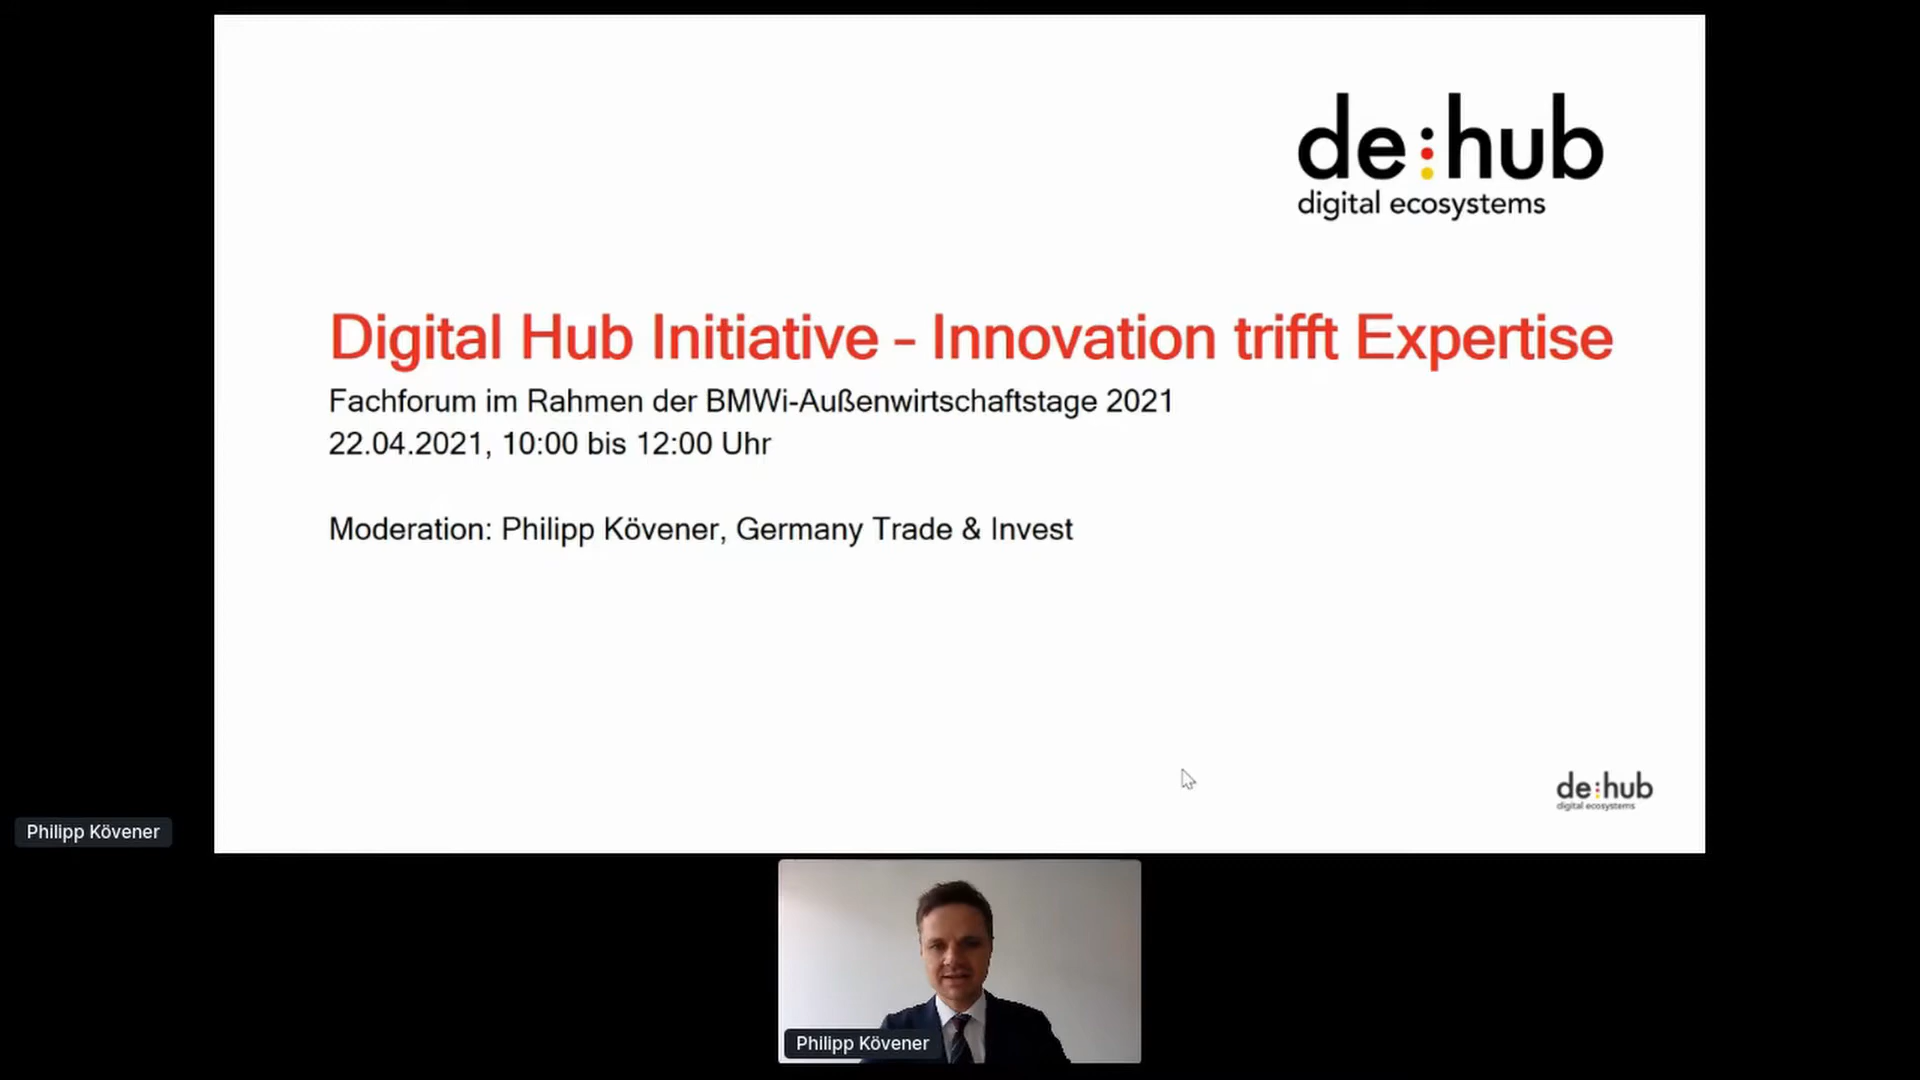 de:hub
digital ecosystems
Digital Hub Initiative – Innovation trifft Expertise
Fachforum im Rahmen der BMWi-Außenwirtschaftstage 2021
22.04.2021, 10:00 bis 12:00 Uhr
Moderation: Philipp Kövener, Germany Trade & Invest
de:hub
digital ecosystems
Philipp Kövener
Philipp Kövener